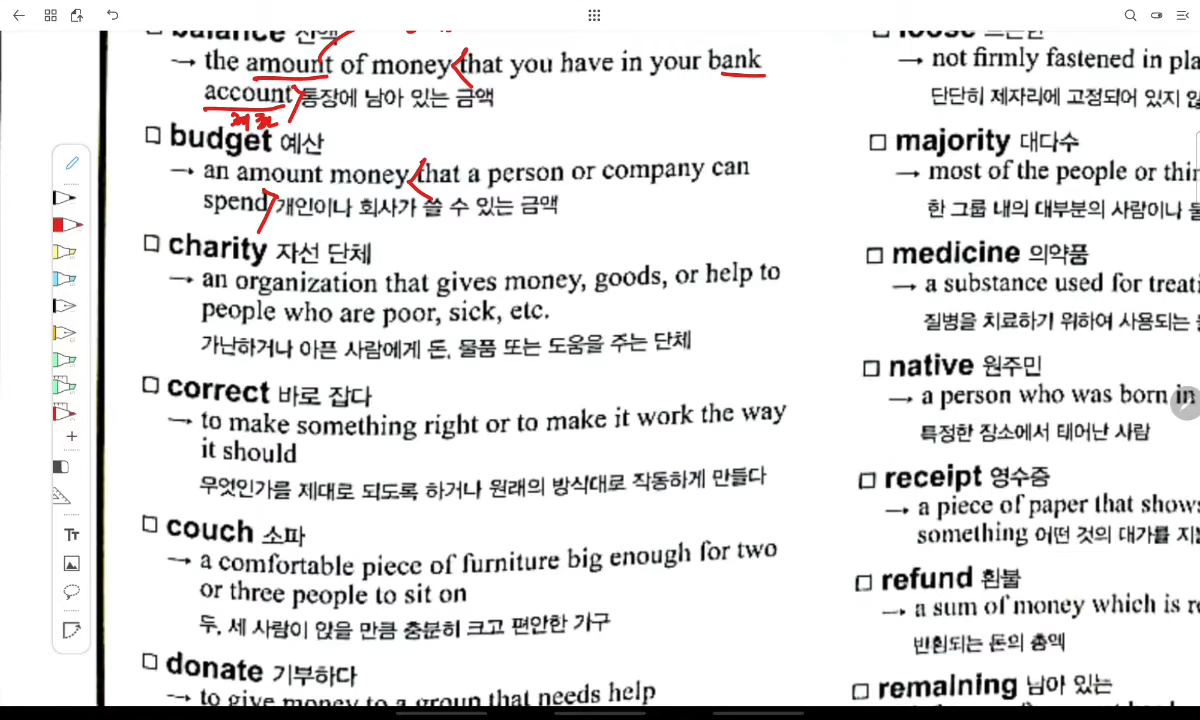 balance 잔액
→ the amount of money that you have in your bank
account 통장에 남아 있는 금액
계좌
□ budget 예산
→ an amount money that a person or company can
spend 개인이나 회사가 쓸 수 있는 금액
□ charity 자선 단체
→ an organization that gives money, goods, or help to
people who are poor, sick, etc.
가난하거나 아픈 사람에게 돈, 물품 또는 도움을 주는 단체
□ correct 바로 잡다
→ to make something right or to make it work the way
it should
무엇인가를 제대로 되도록 하거나 원래의 방식대로 작동하게 만들다
□ couch 소파
→ a comfortable piece of furniture big enough for two
or three people to sit on
두, 세 사람이 앉을 만큼 충분히 크고 편안한 가구
□ donate 기부하다
→ to give money to a group that needs help
□ loose 느슨한
→ not firmly fastened in pla
단단히 제자리에 고정되어 있지 않
□ majority 대다수
→ most of the people or thin
한 그룹 내의 대부분의 사람이나 물
□ medicine 의약품
→ a substance used for treati
질병을 치료하기 위하여 사용되는 물
□ native 원주민
→ a person who was born in
특정한 장소에서 태어난 사람
□ receipt 영수증
→ a piece of paper that shows
something 어떤 것의 대가를 지불
□ refund 환불
→ a sum of money which is re
반환되는 돈의 총액
□ remaining 남아 있는
Tt